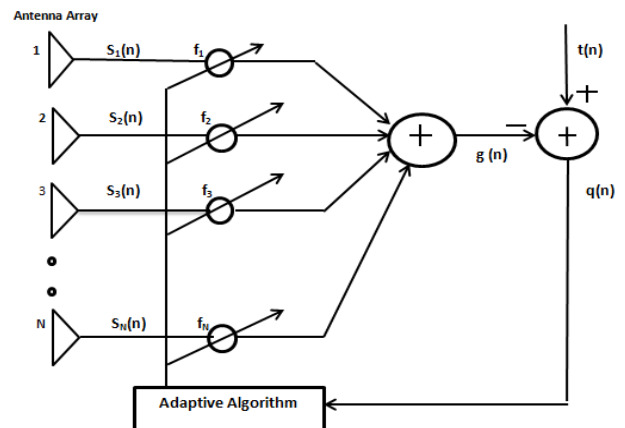 Antenna Array
1
S1(n)
f1
t(n)
+
2
S2(n)
f2
+
−
+
g (n)
3
S3(n)
f3
q(n)
N
SN(n)
fN
Adaptive Algorithm